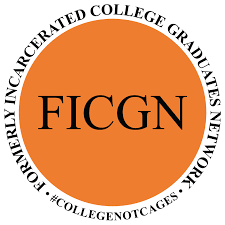 FORMERLY INCARCERATED COLLEGE GRADUATES NETWORK
FICGN
• #COLLEGENOTCAGES •